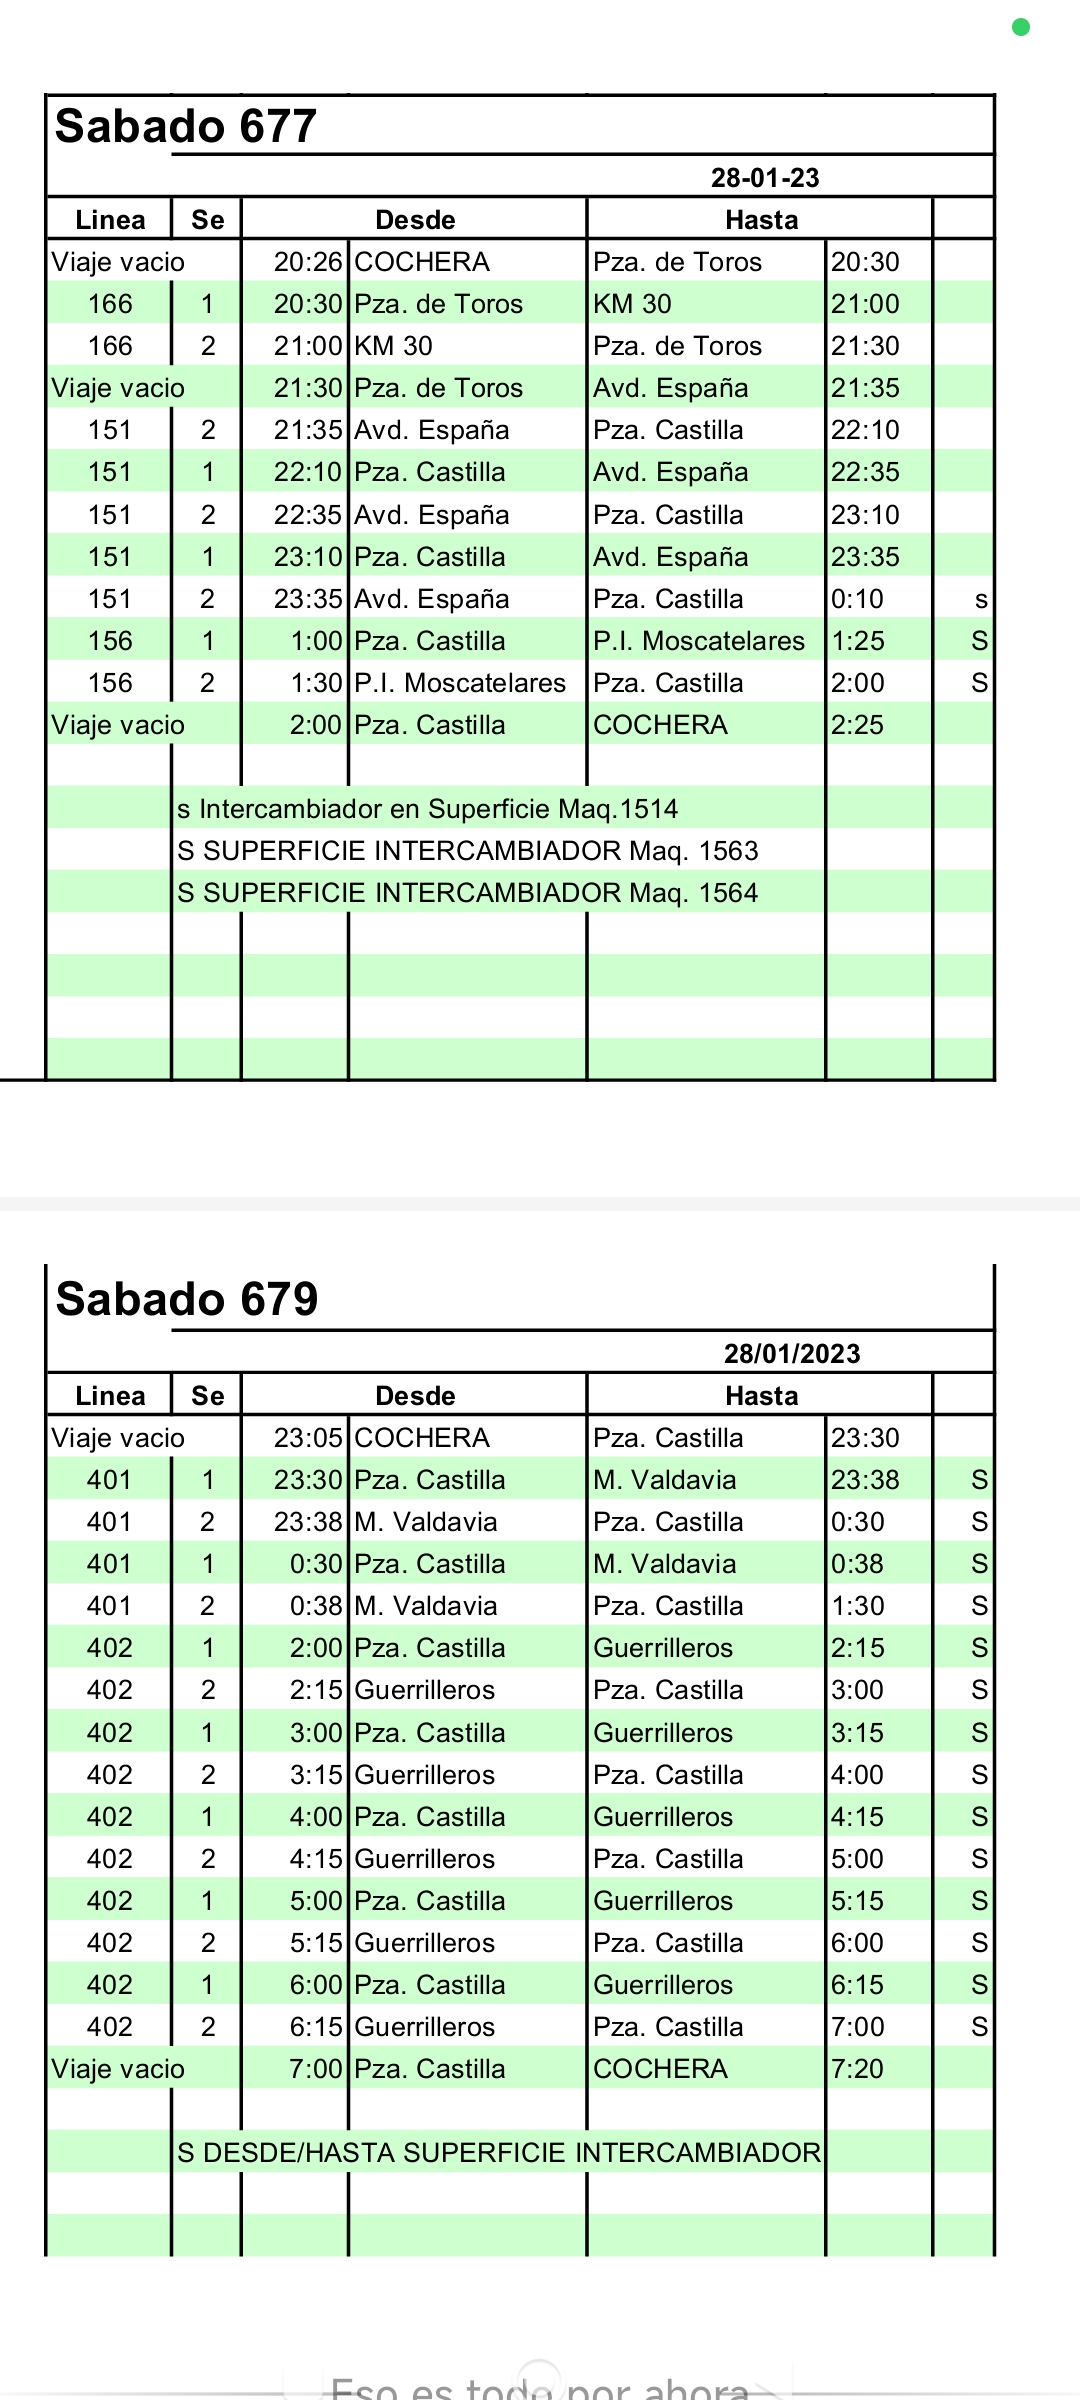 Sabado 677
28-01-23
Linea Se Desde Hasta
Viaje vacio 20:26 COCHERA Pza. de Toros 20:30
166 1 20:30 Pza. de Toros KM 30 21:00
166 2 21:00 KM 30 Pza. de Toros 21:30
Viaje vacio 21:30 Pza. de Toros Avd. España 21:35
151 2 21:35 Avd. España Pza. Castilla 22:10
151 1 22:10 Pza. Castilla Avd. España 22:35
151 2 22:35 Avd. España Pza. Castilla 23:10
151 1 23:10 Pza. Castilla Avd. España 23:35
151 2 23:35 Avd. España Pza. Castilla 0:10 s
156 1 1:00 Pza. Castilla P.I. Moscatelares 1:25 S
156 2 1:30 P.I. Moscatelares Pza. Castilla 2:00 S
Viaje vacio 2:00 Pza. Castilla COCHERA 2:25
s Intercambiador en Superficie Maq.1514
S SUPERFICIE INTERCAMBIADOR Maq. 1563
S SUPERFICIE INTERCAMBIADOR Maq. 1564
Sabado 679
28/01/2023
Linea Se Desde Hasta
Viaje vacio 23:05 COCHERA Pza. Castilla 23:30
401 1 23:30 Pza. Castilla M. Valdavia 23:38 S
401 2 23:38 M. Valdavia Pza. Castilla 0:30 S
401 1 0:30 Pza. Castilla M. Valdavia 0:38 S
401 2 0:38 M. Valdavia Pza. Castilla 1:30 S
402 1 2:00 Pza. Castilla Guerrilleros 2:15 S
402 2 2:15 Guerrilleros Pza. Castilla 3:00 S
402 1 3:00 Pza. Castilla Guerrilleros 3:15 S
402 2 3:15 Guerrilleros Pza. Castilla 4:00 S
402 1 4:00 Pza. Castilla Guerrilleros 4:15 S
402 2 4:15 Guerrilleros Pza. Castilla 5:00 S
402 1 5:00 Pza. Castilla Guerrilleros 5:15 S
402 2 5:15 Guerrilleros Pza. Castilla 6:00 S
402 1 6:00 Pza. Castilla Guerrilleros 6:15 S
402 2 6:15 Guerrilleros Pza. Castilla 7:00 S
Viaje vacio 7:00 Pza. Castilla COCHERA 7:20
S DESDE/HASTA SUPERFICIE INTERCAMBIADOR
Eso es todo por ahora